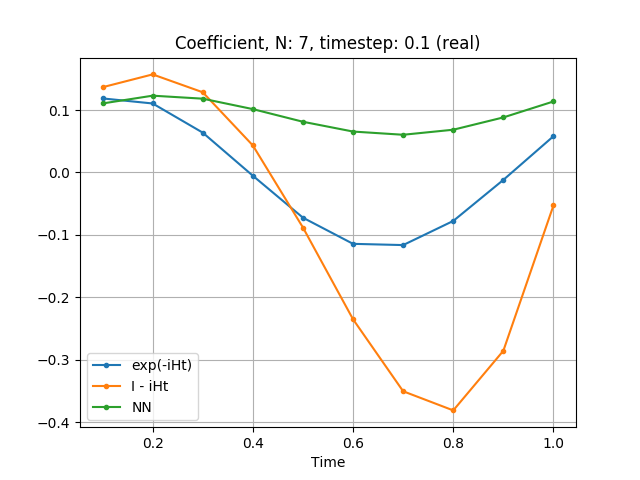 Coefficient, N: 7, timestep: 0.1 (real)
0.1
0.0
−0.1
−0.2
−0.3
−0.4
exp(-iHt)
I - iHt
NN
0.2 0.4 0.6 0.8 1.0
Time